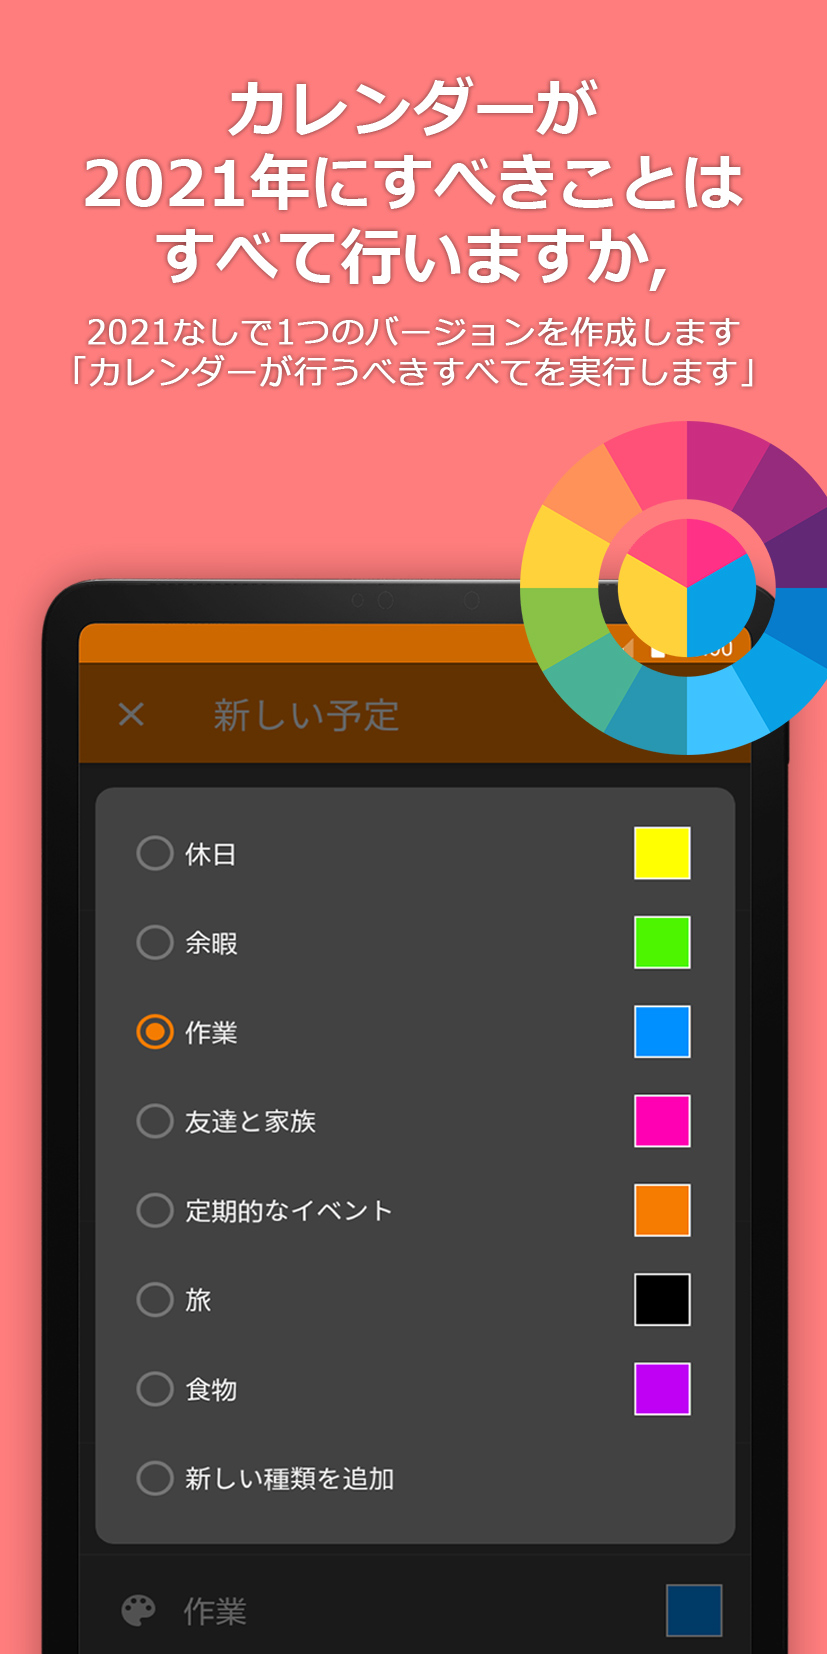 カレンダーが
2021年にすべきことは
すべて行いますか,
2021なしで1つのバージョンを作成します
「カレンダーが行うべきすべてを実行します」
新しい予定
休日
余暇
作業
友達と家族
定期的なイベント
旅
食物
新しい種類を追加
作業